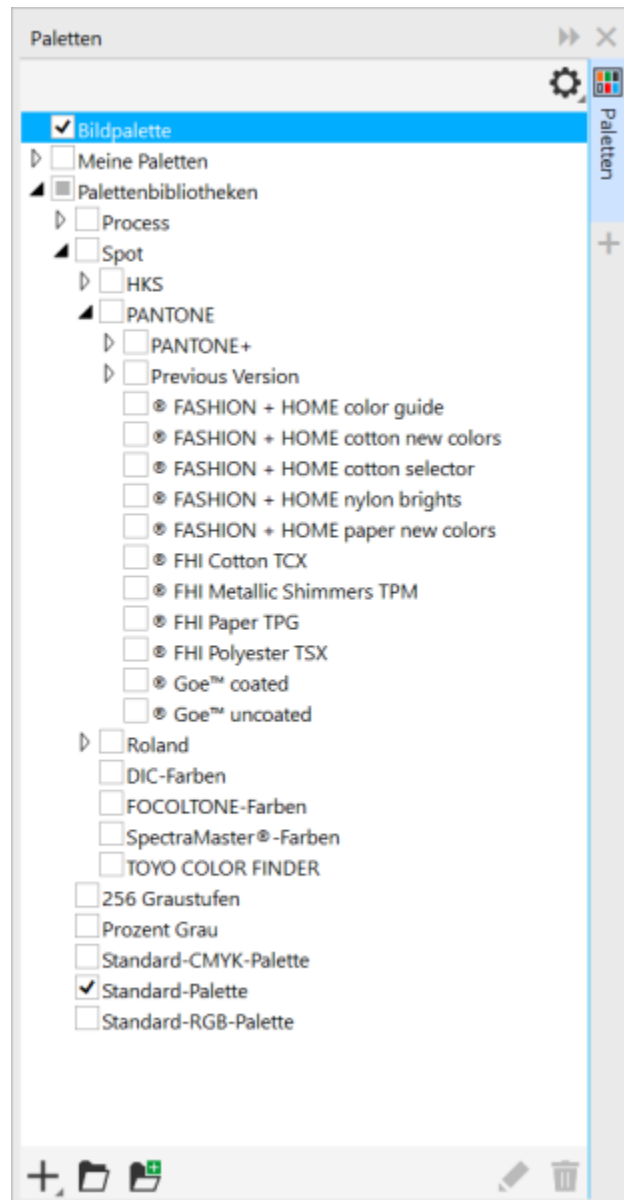 Paletten
Bildpalette
Meine Paletten
Palettenbibliotheken
Process
Spot
HKS
PANTONE
PANTONE+
Previous Version
® FASHION + HOME color guide
® FASHION + HOME cotton new colors
® FASHION + HOME cotton selector
® FASHION + HOME nylon brights
® FASHION + HOME paper new colors
® FHI Cotton TCX
® FHI Metallic Shimmers TPM
® FHI Paper TPG
® FHI Polyester TSX
® Goe™ coated
® Goe™ uncoated
Roland
DIC-Farben
FOCOLTONE-Farben
SpectraMaster®-Farben
TOYO COLOR FINDER
256 Graustufen
Prozent Grau
Standard-CMYK-Palette
Standard-Palette
Standard-RGB-Palette
Paletten